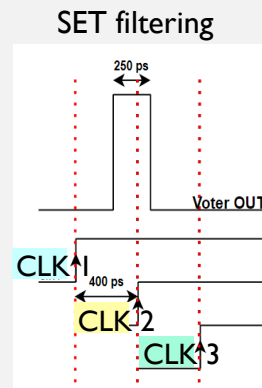 SET filtering
250 ps
Voter OUT
CLK 1
400 ps
CLK 2
CLK 3